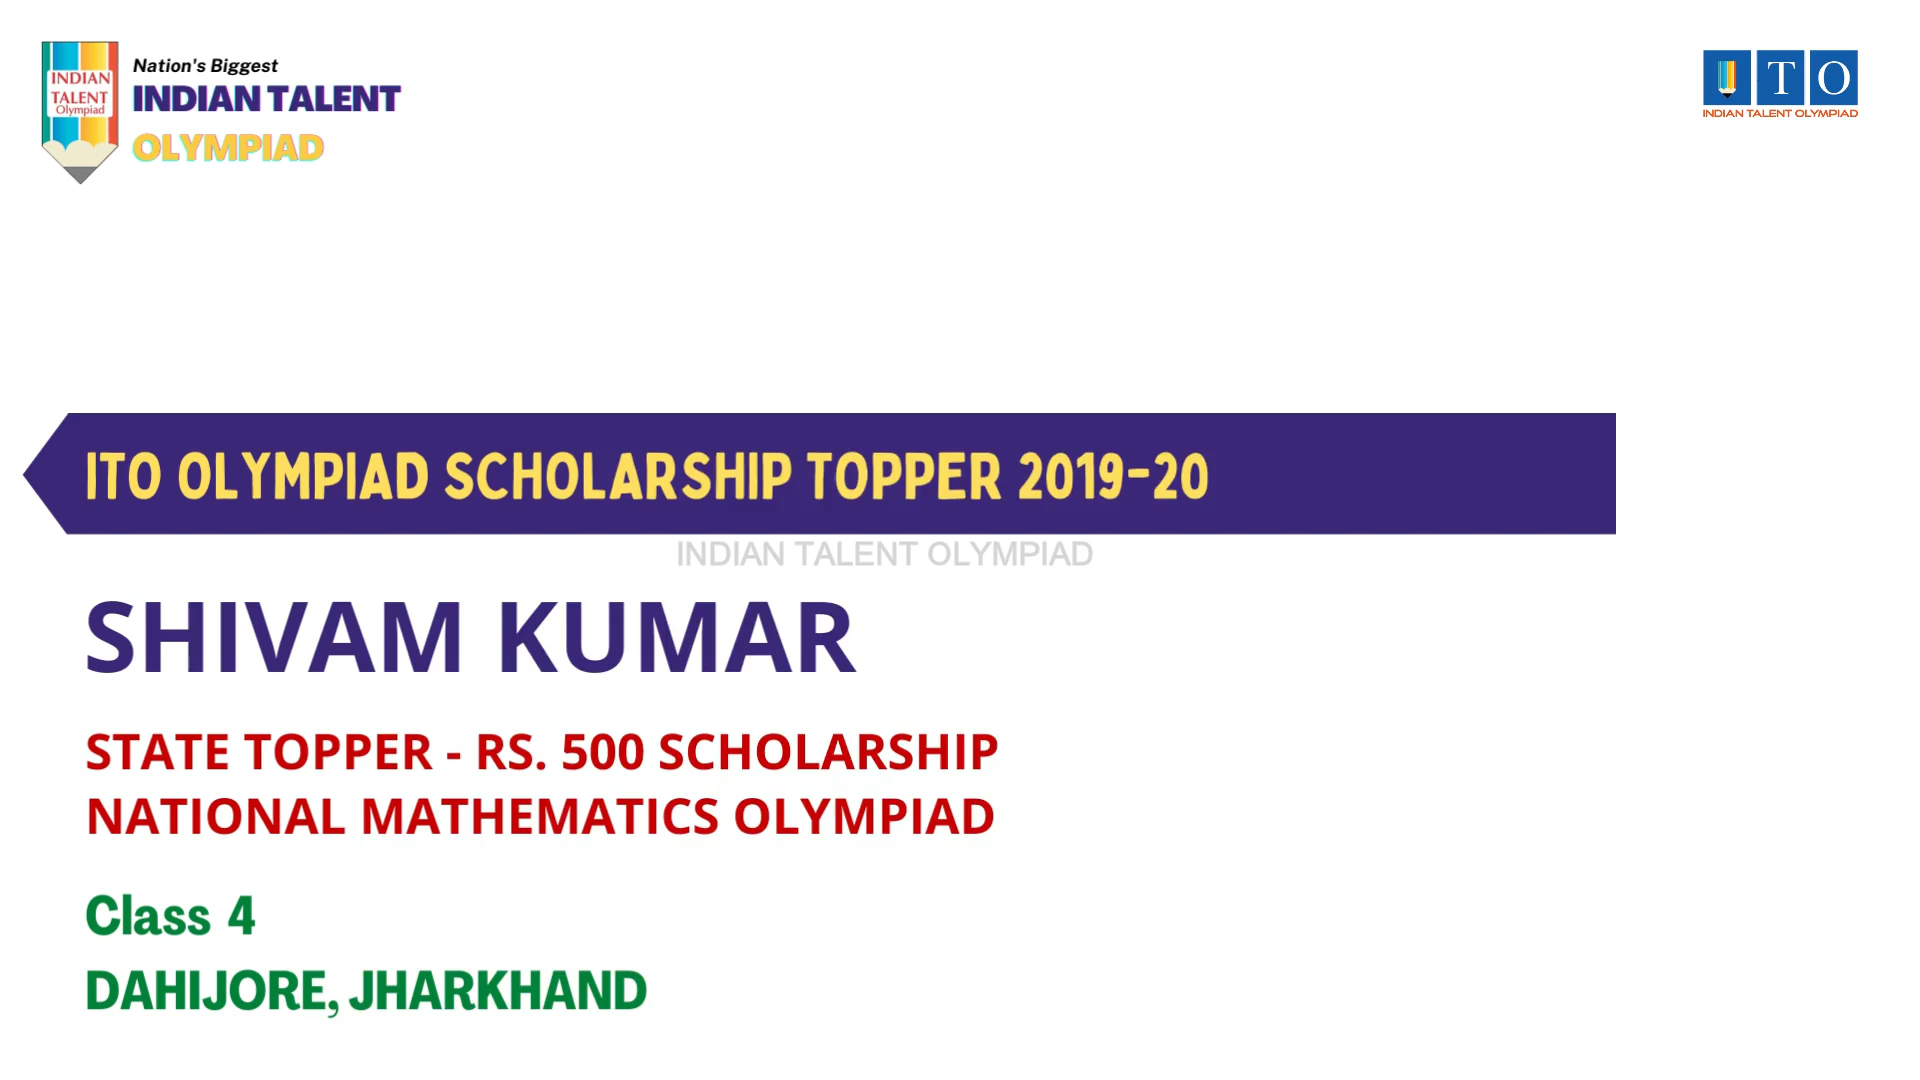 INDIAN
TALENT
Olympiad
Nation's Biggest
INDIAN TALENT
OLYMPIAD
T O
INDIAN TALENT OLYMPIAD
ITO OLYMPIAD SCHOLARSHIP TOPPER 2019-20
INDIAN TALENT OLYMPIAD
SHIVAM KUMAR
STATE TOPPER - RS. 500 SCHOLARSHIP
NATIONAL MATHEMATICS OLYMPIAD
Class 4
DAHIJORE, JHARKHAND